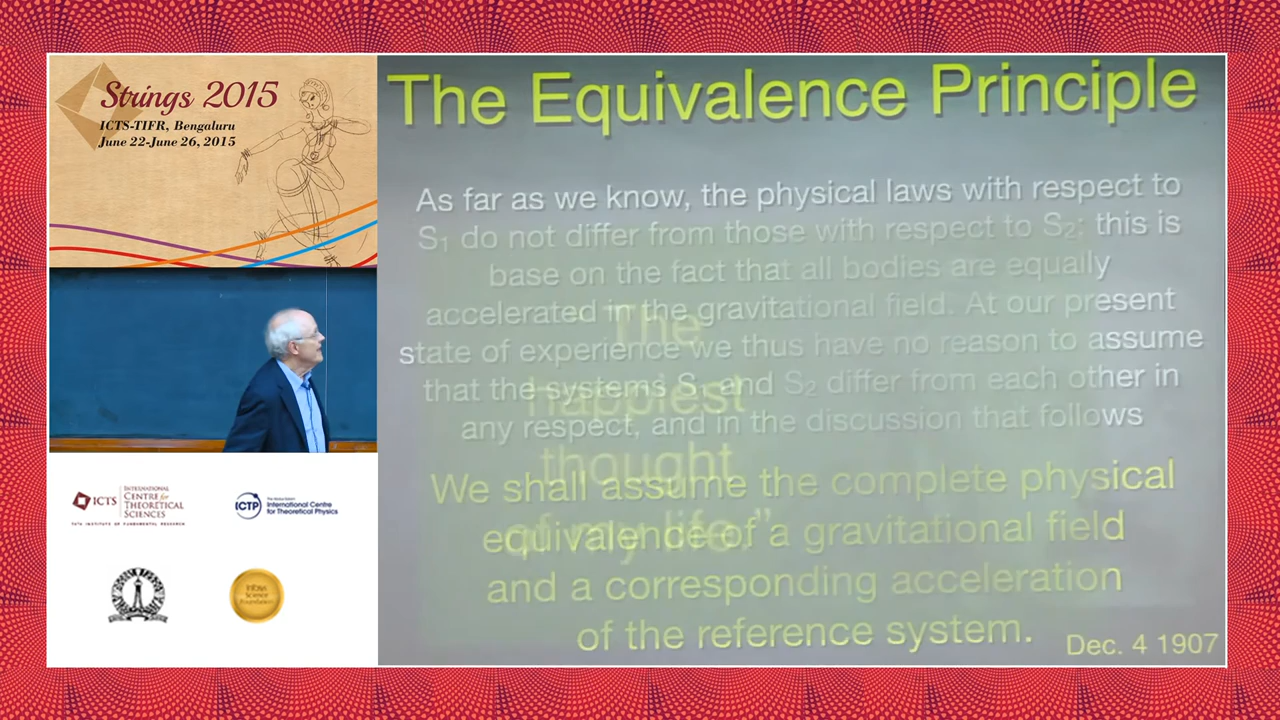 Strings 2015
ICTS-TIFR, Bengaluru
June 22-June 26, 2015
ICTS
INTERNATIONAL
CENTRE for
THEORETICAL
SCIENCES
TATA INSTITUTE OF FUNDAMENTAL RESEARCH
ICTP
International Centre
for Theoretical Physics
Infosys
Science
Foundation
The Equivalence Principle
As far as we know, the physical laws with respect to
S₁ do not differ from those with respect to S₂; this is
base on the fact that all bodies are equally
accelerated in the gravitational field. At our present
state of experience we thus have no reason to assume
that the systems S₁ and S₂ differ from each other in
any respect, and in the discussion that follows
We shall assume the complete physical
equivalence of a gravitational field
and a corresponding acceleration
of the reference system.
Dec. 4 1907
The
happiest
thought
of my life."